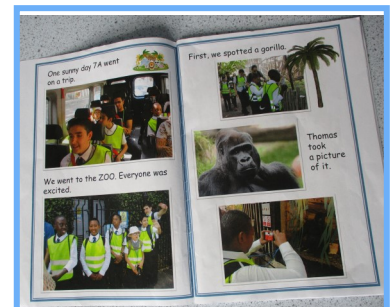 One sunny day 7A went
on a trip.
We went to the ZOO. Everyone was
excited.
First, we spotted a gorilla.
Thomas
took
a picture
of it.